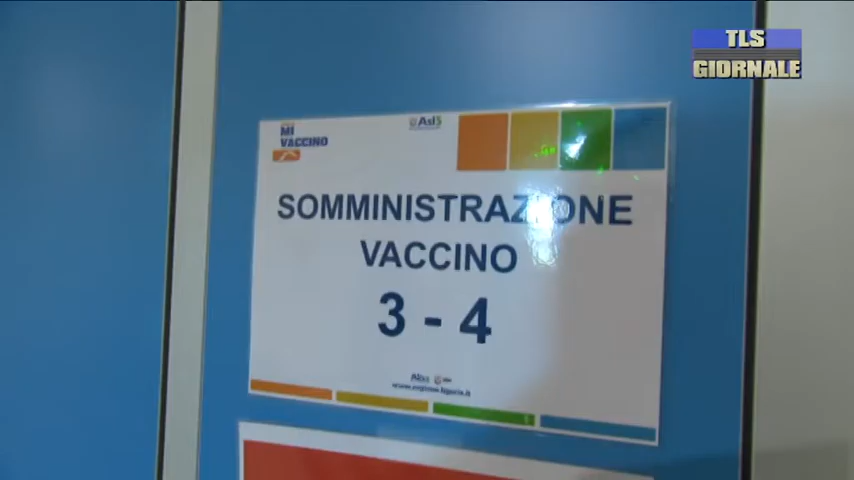 TLS
GIORNALE
MI
VACCINO
Asl5
SOMMINISTRAZIONE
VACCINO
3 - 4